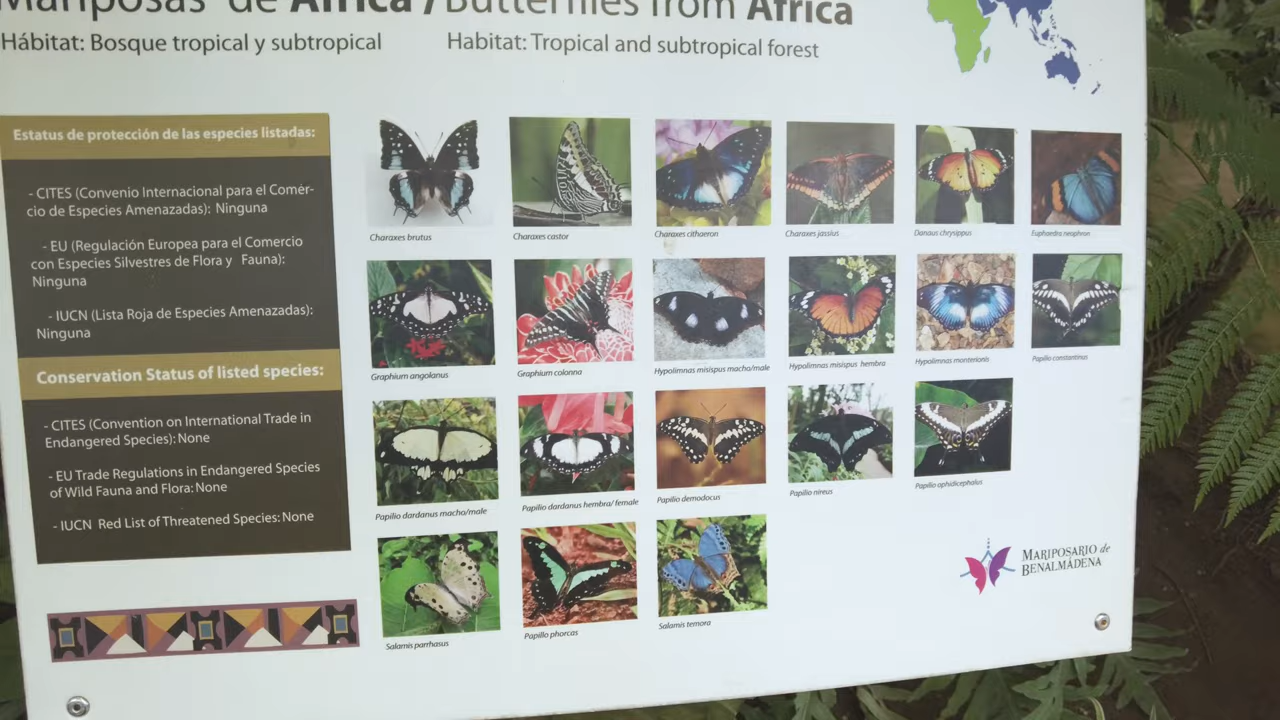 Mariposas de África / Butterflies from África
Hábitat: Bosque tropical y subtropical
Habitat: Tropical and subtropical forest
Estatus de protección de las especies listadas:
- CITES (Convenio Internacional para el Comér-
cio de Especies Amenazadas): Ninguna
- EU (Regulación Europea para el Comercio
con Especies Silvestres de Flora y Fauna):
Ninguna
- IUCN (Lista Roja de Especies Amenazadas):
Ninguna
Conservation Status of listed species:
- CITES (Convention on International Trade in
Endangered Species): None
- EU Trade Regulations in Endangered Species
of Wild Fauna and Flora: None
- IUCN Red List of Threatened Species: None
Charaxes brutus
Charaxes castor
Charaxes cithaeron
Charaxes jassius
Danaus chrysippus
Euphaedra neophron
Graphium angolanus
Graphium colonna
Hypolimnas misispus macho/male
Hypolimnas misispus hembra
Hypolimnas monteironis
Papilio constantinus
Papilio dardanus macho/male
Papilio dardanus hembra/ female
Papilio demodocus
Papilio nireus
Papilio ophidicephalus
Salamis parrhasus
Papilio phorcas
Salamis temora
MARIPOSARIO de
BENALMÁDENA